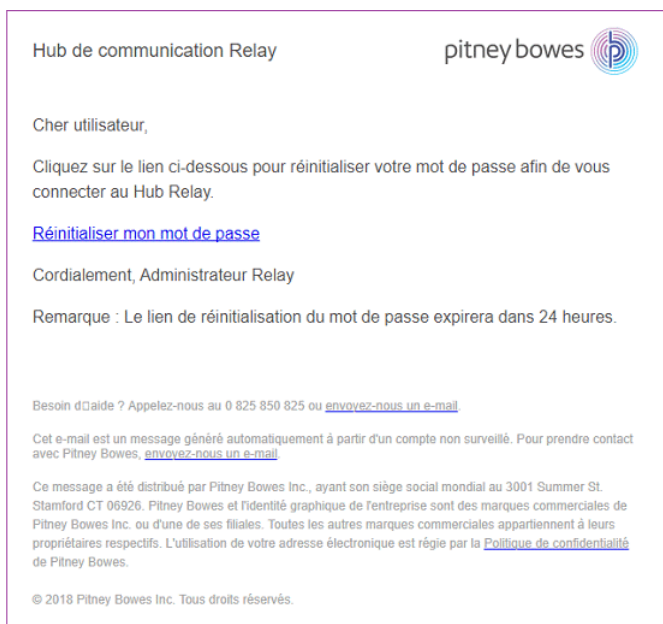 Hub de communication Relay
pitney bowes
Cher utilisateur,
Cliquez sur le lien ci-dessous pour réinitialiser votre mot de passe afin de vous
connecter au Hub Relay.
Réinitialiser mon mot de passe
Cordialement, Administrateur Relay
Remarque : Le lien de réinitialisation du mot de passe expirera dans 24 heures.
Besoin d□aide ? Appelez-nous au 0 825 850 825 ou envoyez-nous un e-mail.
Cet e-mail est un message généré automatiquement à partir d'un compte non surveillé. Pour prendre contact
avec Pitney Bowes, envoyez-nous un e-mail.
Ce message a été distribué par Pitney Bowes Inc., ayant son siège social mondial au 3001 Summer St.
Stamford CT 06926. Pitney Bowes et l'identité graphique de l'entreprise sont des marques commerciales de
Pitney Bowes Inc. ou d'une de ses filiales. Toutes les autres marques commerciales appartiennent à leurs
propriétaires respectifs. L'utilisation de votre adresse électronique est régie par la Politique de confidentialité
de Pitney Bowes.
© 2018 Pitney Bowes Inc. Tous droits réservés.